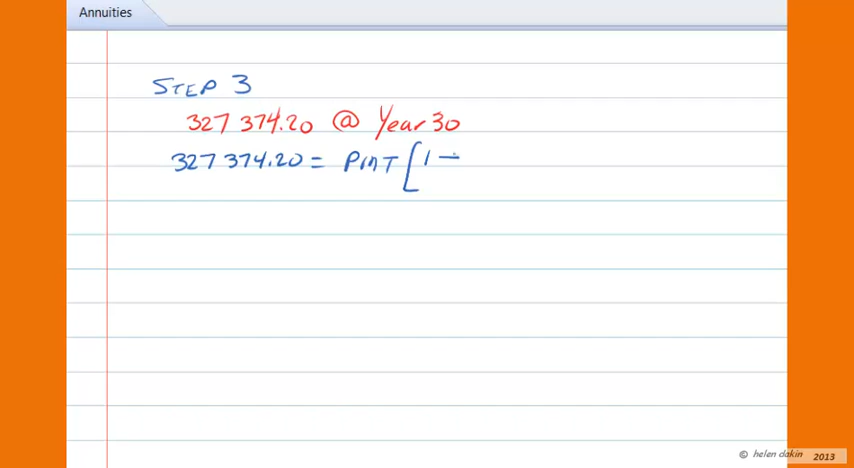 Annuities
STEP 3
327 374.20 @ Year 30
327 374.20 = PMT [1 -
© helen dakin 2013